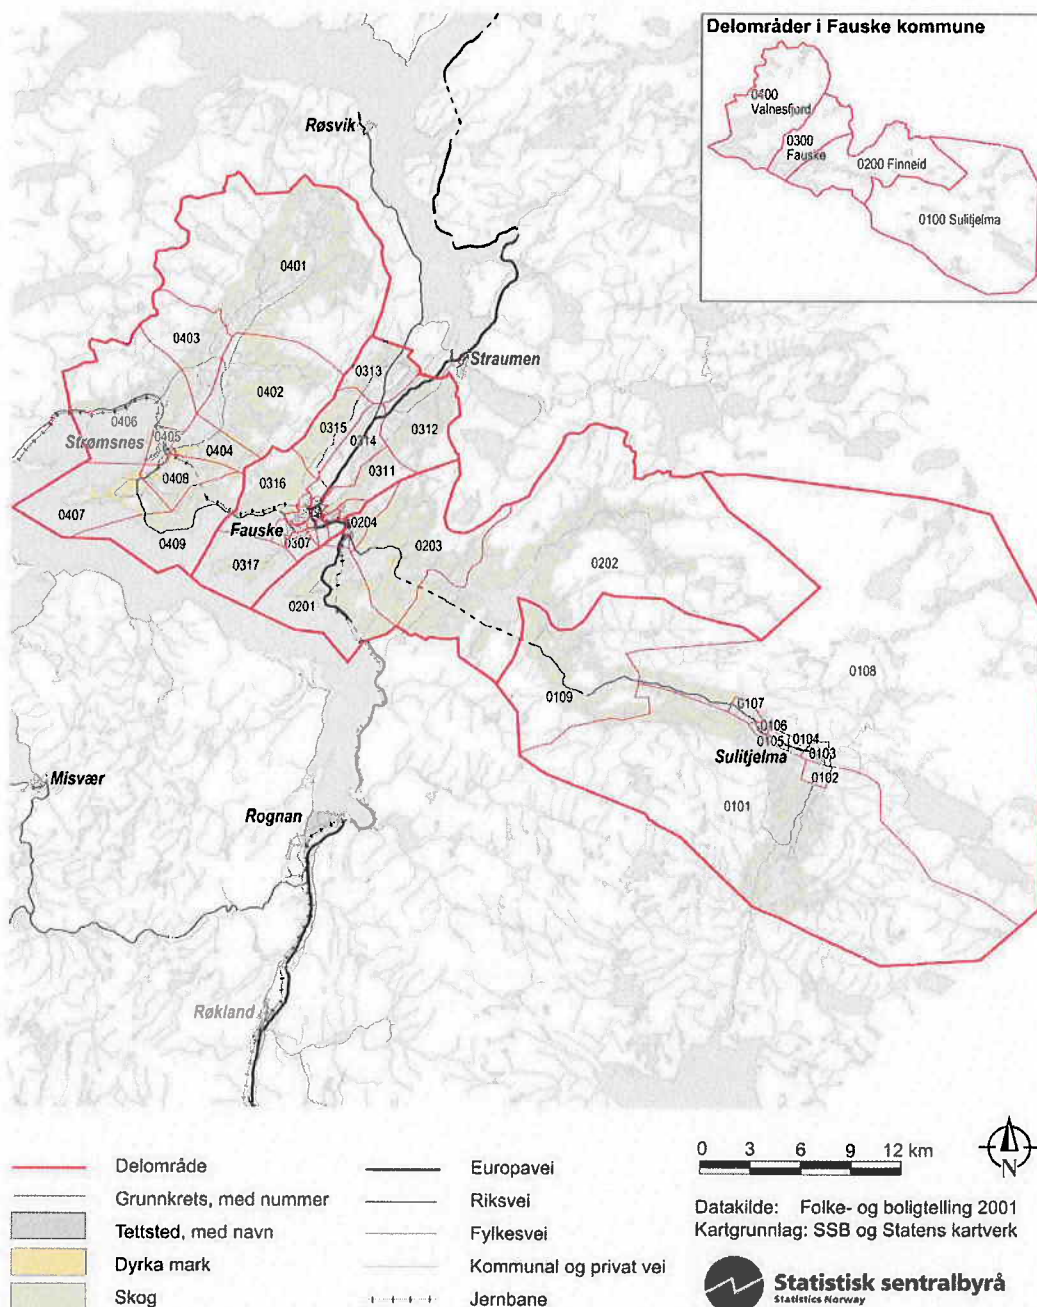 Delområder i Fauske kommune
0400
Valnesfjord
0300
Fauske
0200 Finneid
0100 Sulitjelma
Røsvik
0401
0403
Straumen
0313
0402
0406
0315
0312
0405
Strømsnes
0404
0314
0408
0316
0311
0407
Fauske
0204
0409
0307
0203
0317
0202
0201
0108
0109
0107
0106
0105
0104
Sulitjelma
0103
0102
Misvær
0101
Rognan
Røkland
Delområde
Grunnkrets, med nummer
Tettsted, med navn
Dyrka mark
Skog
Europavei
Riksvei
Fylkesvei
Kommunal og privat vei
Jernbane
0 3 6 9 12 km
N
Datakilde: Folke- og boligtelling 2001
Kartgrunnlag: SSB og Statens kartverk
Statistisk sentralbyrå
Statistics Norway